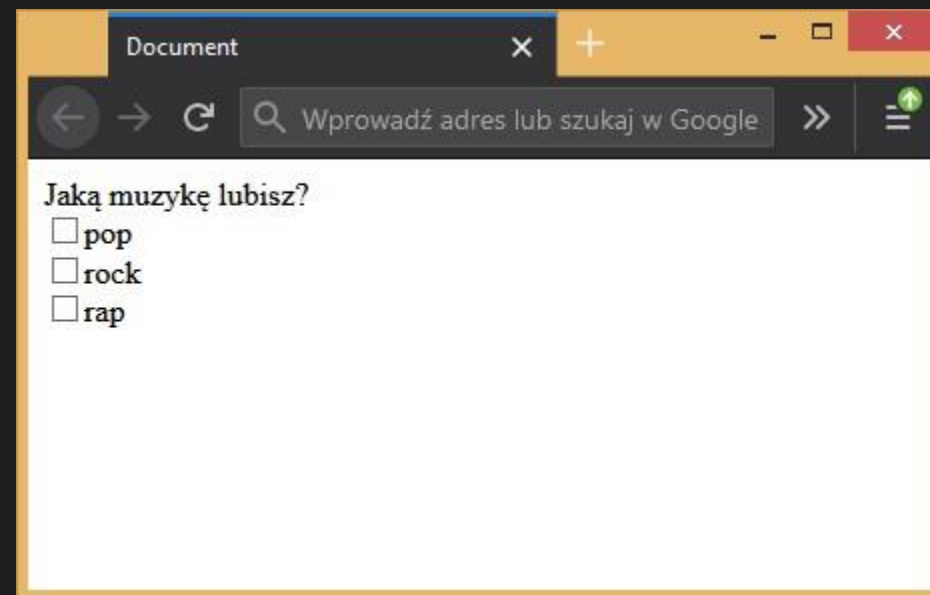 Document
Wprowadź adres lub szukaj w Google
Jaką muzykę lubisz?
pop
rock
rap